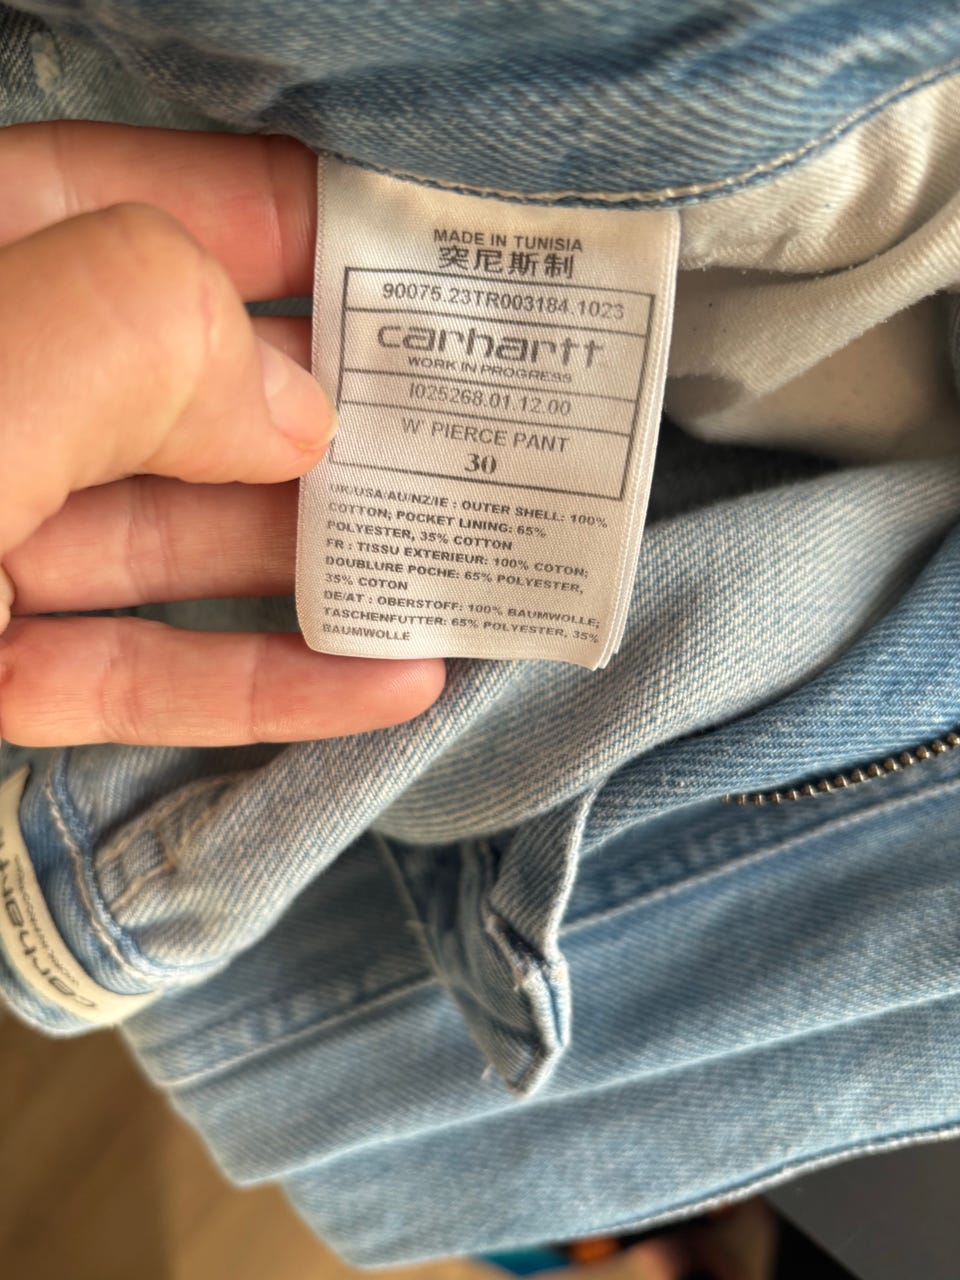 MADE IN TUNISIA
突尼斯制
90075.23TR003184.1023
carhartt
WORK IN PROGRESS
I025268.01.12.00
W' PIERCE PANT
30
UK/USA/AU/NZ/IE : OUTER SHELL: 100%
COTTON; POCKET LINING: 65%
POLYESTER, 35% COTTON
FR : TISSU EXTERIEUR: 100% COTON;
DOUBLURE POCHE: 65% POLYESTER,
35% COTON
DE/AT : OBERSTOFF: 100% BAUMWOLLE;
TASCHENFUTTER: 65% POLYESTER, 35%
BAUMWOLLE
carhartt